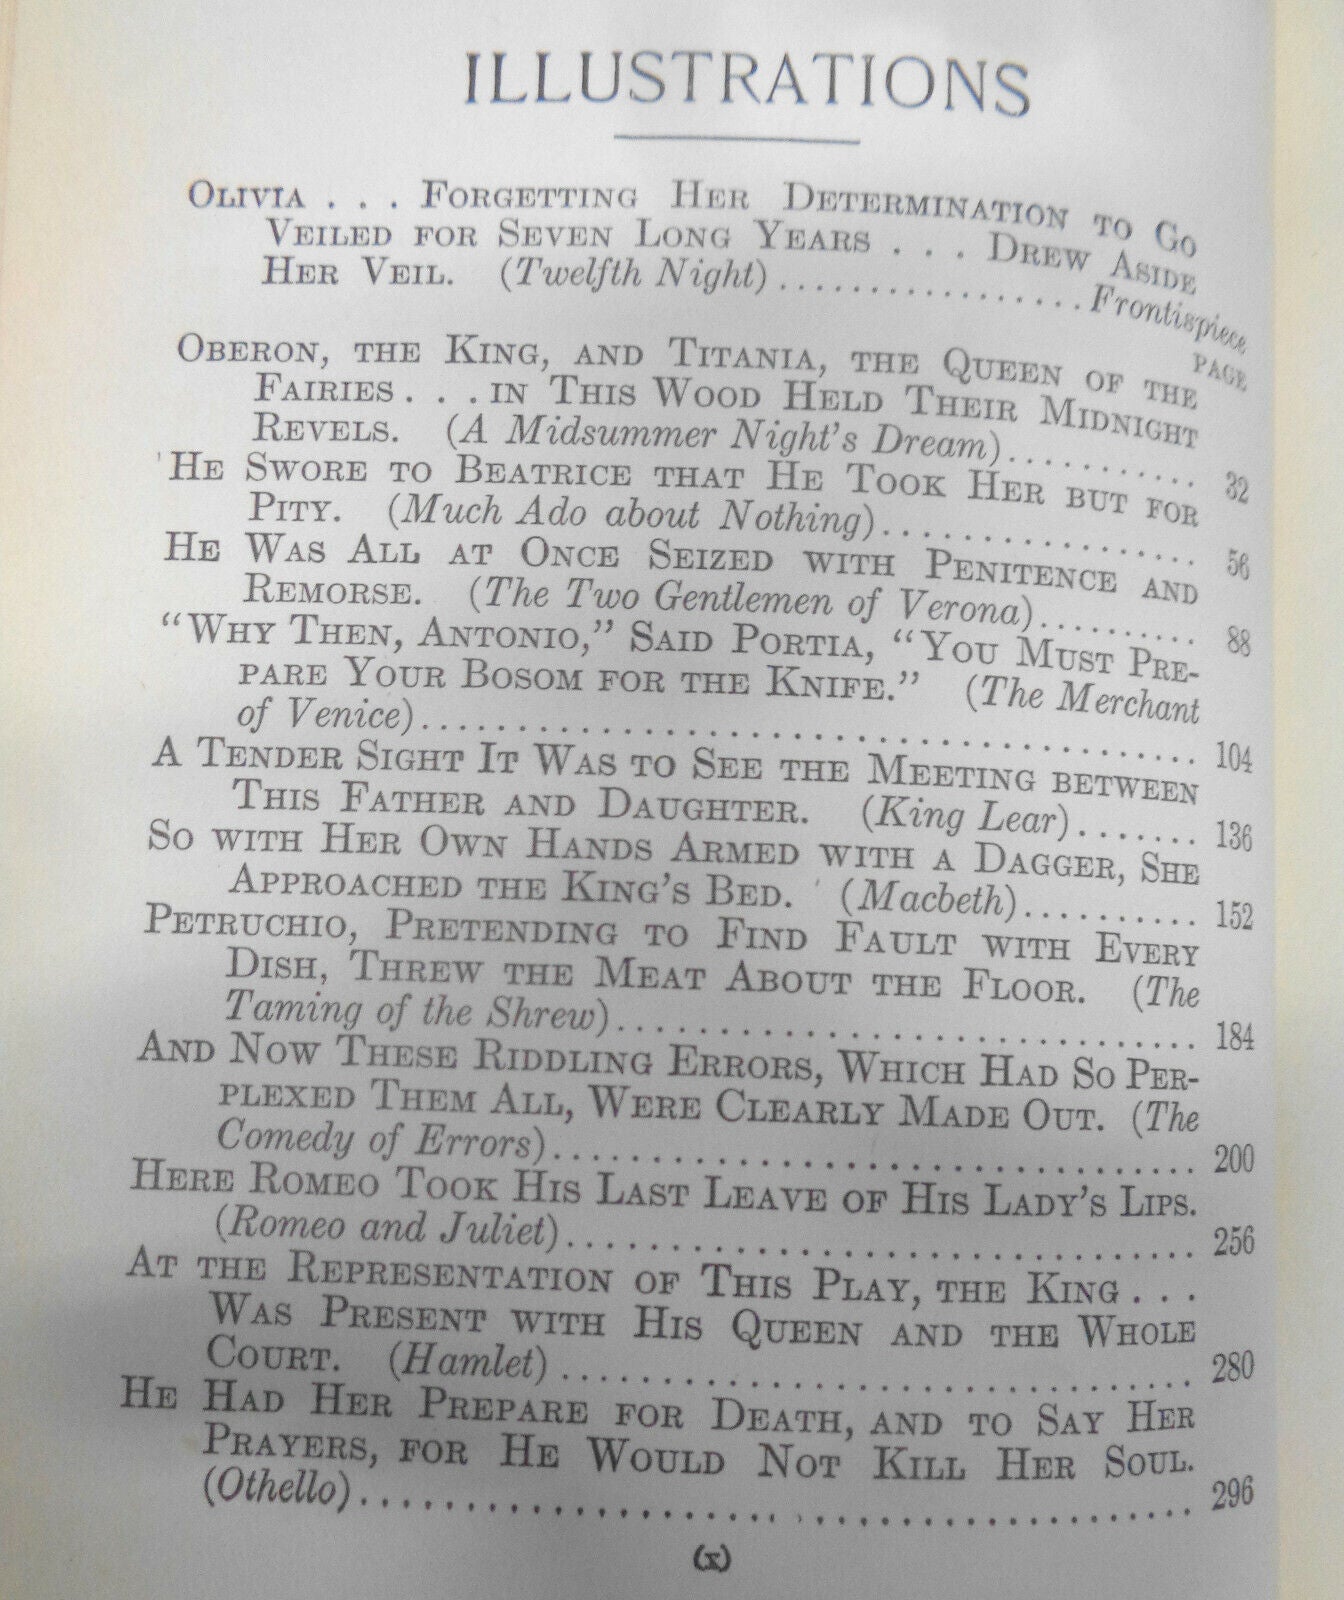 ILLUSTRATIONS
OLIVIA . . . FORGETTING HER DETERMINATION TO GO
VEILED FOR SEVEN LONG YEARS . . . DREW ASIDE
HER VEIL. (Twelfth Night) .................. Frontispiece
PAGE
OBERON, THE KING, AND TITANIA, THE QUEEN OF THE
FAIRIES . . . IN THIS WOOD HELD THEIR MIDNIGHT
REVELS. (A Midsummer Night's Dream).......... 32
HE SWORE TO BEATRICE THAT HE TOOK HER BUT FOR
PITY. (Much Ado about Nothing).................. 56
HE WAS ALL AT ONCE SEIZED WITH PENITENCE AND
REMORSE. (The Two Gentlemen of Verona).......... 88
"WHY THEN, ANTONIO," SAID PORTIA, "YOU MUST PRE-
PARE YOUR BOSOM FOR THE KNIFE." (The Merchant
of Venice)........................................ 104
A TENDER SIGHT IT WAS TO SEE THE MEETING BETWEEN
THIS FATHER AND DAUGHTER. (King Lear)....... 136
SO WITH HER OWN HANDS ARMED WITH A DAGGER, SHE
APPROACHED THE KING'S BED. (Macbeth).......... 152
PETRUCHIO, PRETENDING TO FIND FAULT WITH EVERY
DISH, THREW THE MEAT ABOUT THE FLOOR. (The
Taming of the Shrew).............................. 184
AND NOW THESE RIDDLING ERRORS, WHICH HAD SO PER-
PLEXED THEM ALL, WERE CLEARLY MADE OUT. (The
Comedy of Errors)................................. 200
HERE ROMEO TOOK HIS LAST LEAVE OF HIS LADY'S LIPS.
(Romeo and Juliet)................................ 256
AT THE REPRESENTATION OF THIS PLAY, THE KING . . .
WAS PRESENT WITH HIS QUEEN AND THE WHOLE
COURT. (Hamlet) ................................. 280
HE HAD HER PREPARE FOR DEATH, AND TO SAY HER
PRAYERS, FOR HE WOULD NOT KILL HER SOUL.
(Othello)......................................... 296
(x)